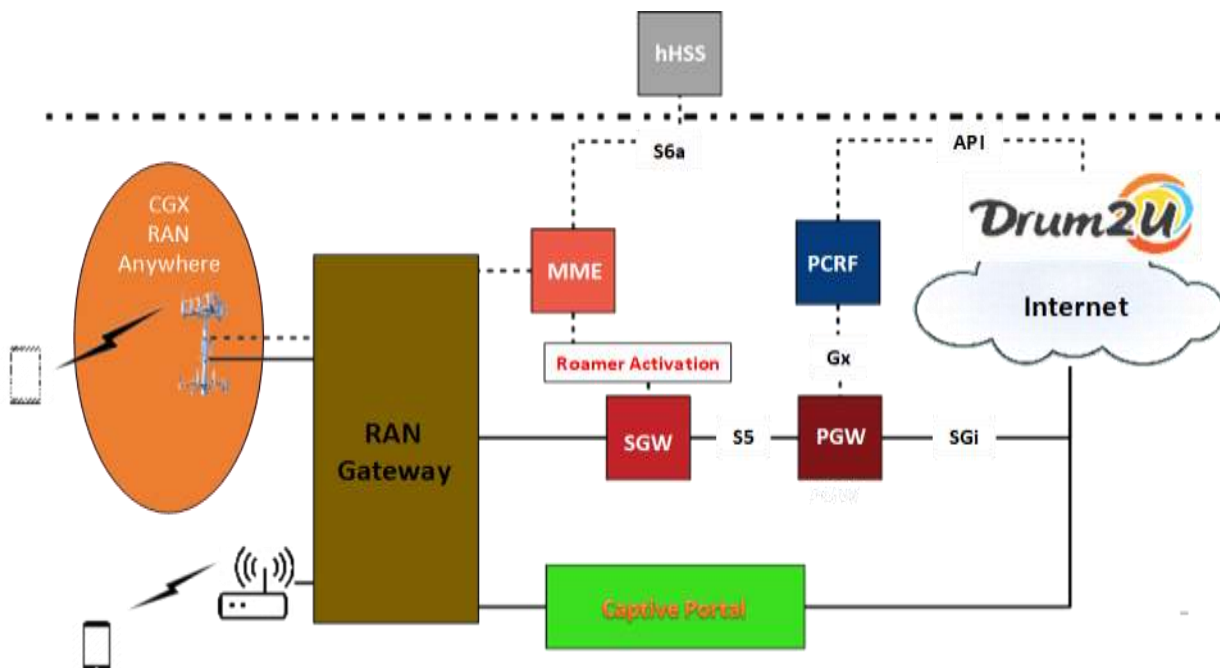 hHSS
S6a
API
CGX
RAN
Anywhere
Drum2U
MME
PCRF
Internet
Roamer Activation
Gx
RAN
Gateway
SGW
S5
PGW
SGi
Captive Portal